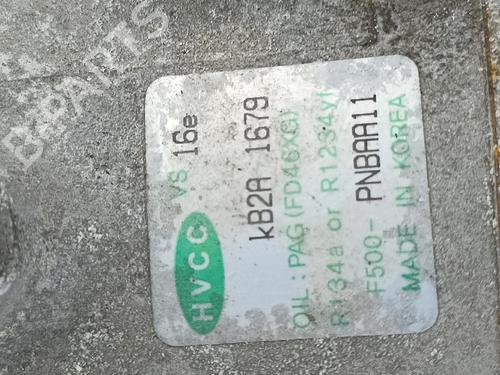 HVCC VS 16e
kB2A 1679
OIL : PAG (FD46XG)
R134a or R1234yf
F500- PNBAA11
MADE IN KOREA
B-PARTS